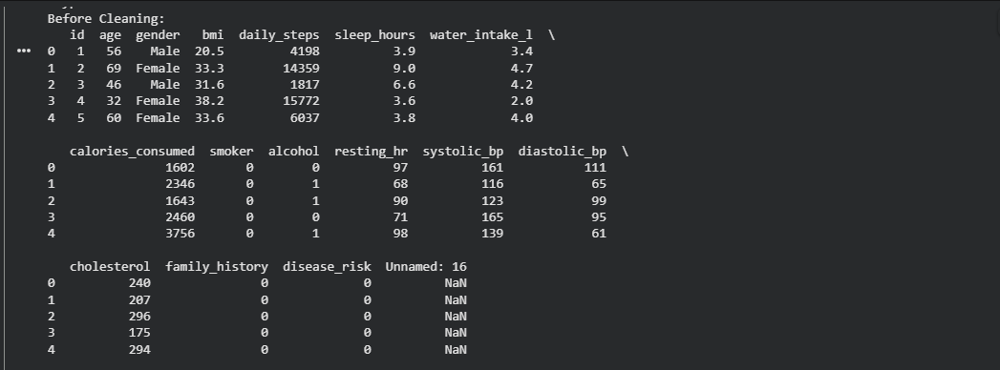 Before Cleaning:
   id  age  gender   bmi  daily_steps  sleep_hours  water_intake_l  \
0   1   56    Male  20.5         4198          3.9             3.4
1   2   69  Female  33.3        14359          9.0             4.7
2   3   46    Male  31.6         1817          6.6             4.2
3   4   32  Female  38.2        15772          3.6             2.0
4   5   60  Female  33.6         6037          3.8             4.0
   calories_consumed  smoker  alcohol  resting_hr  systolic_bp  diastolic_bp  \
0               1602       0        0          97          161           111
1               2346       0        1          68          116            65
2               1643       0        1          90          123            99
3               2460       0        0          71          165            95
4               3756       0        1          98          139            61
   cholesterol  family_history  disease_risk  Unnamed: 16
0          240               0             0          NaN
1          207               0             0          NaN
2          296               0             0          NaN
3          175               0             0          NaN
4          294               0             0          NaN